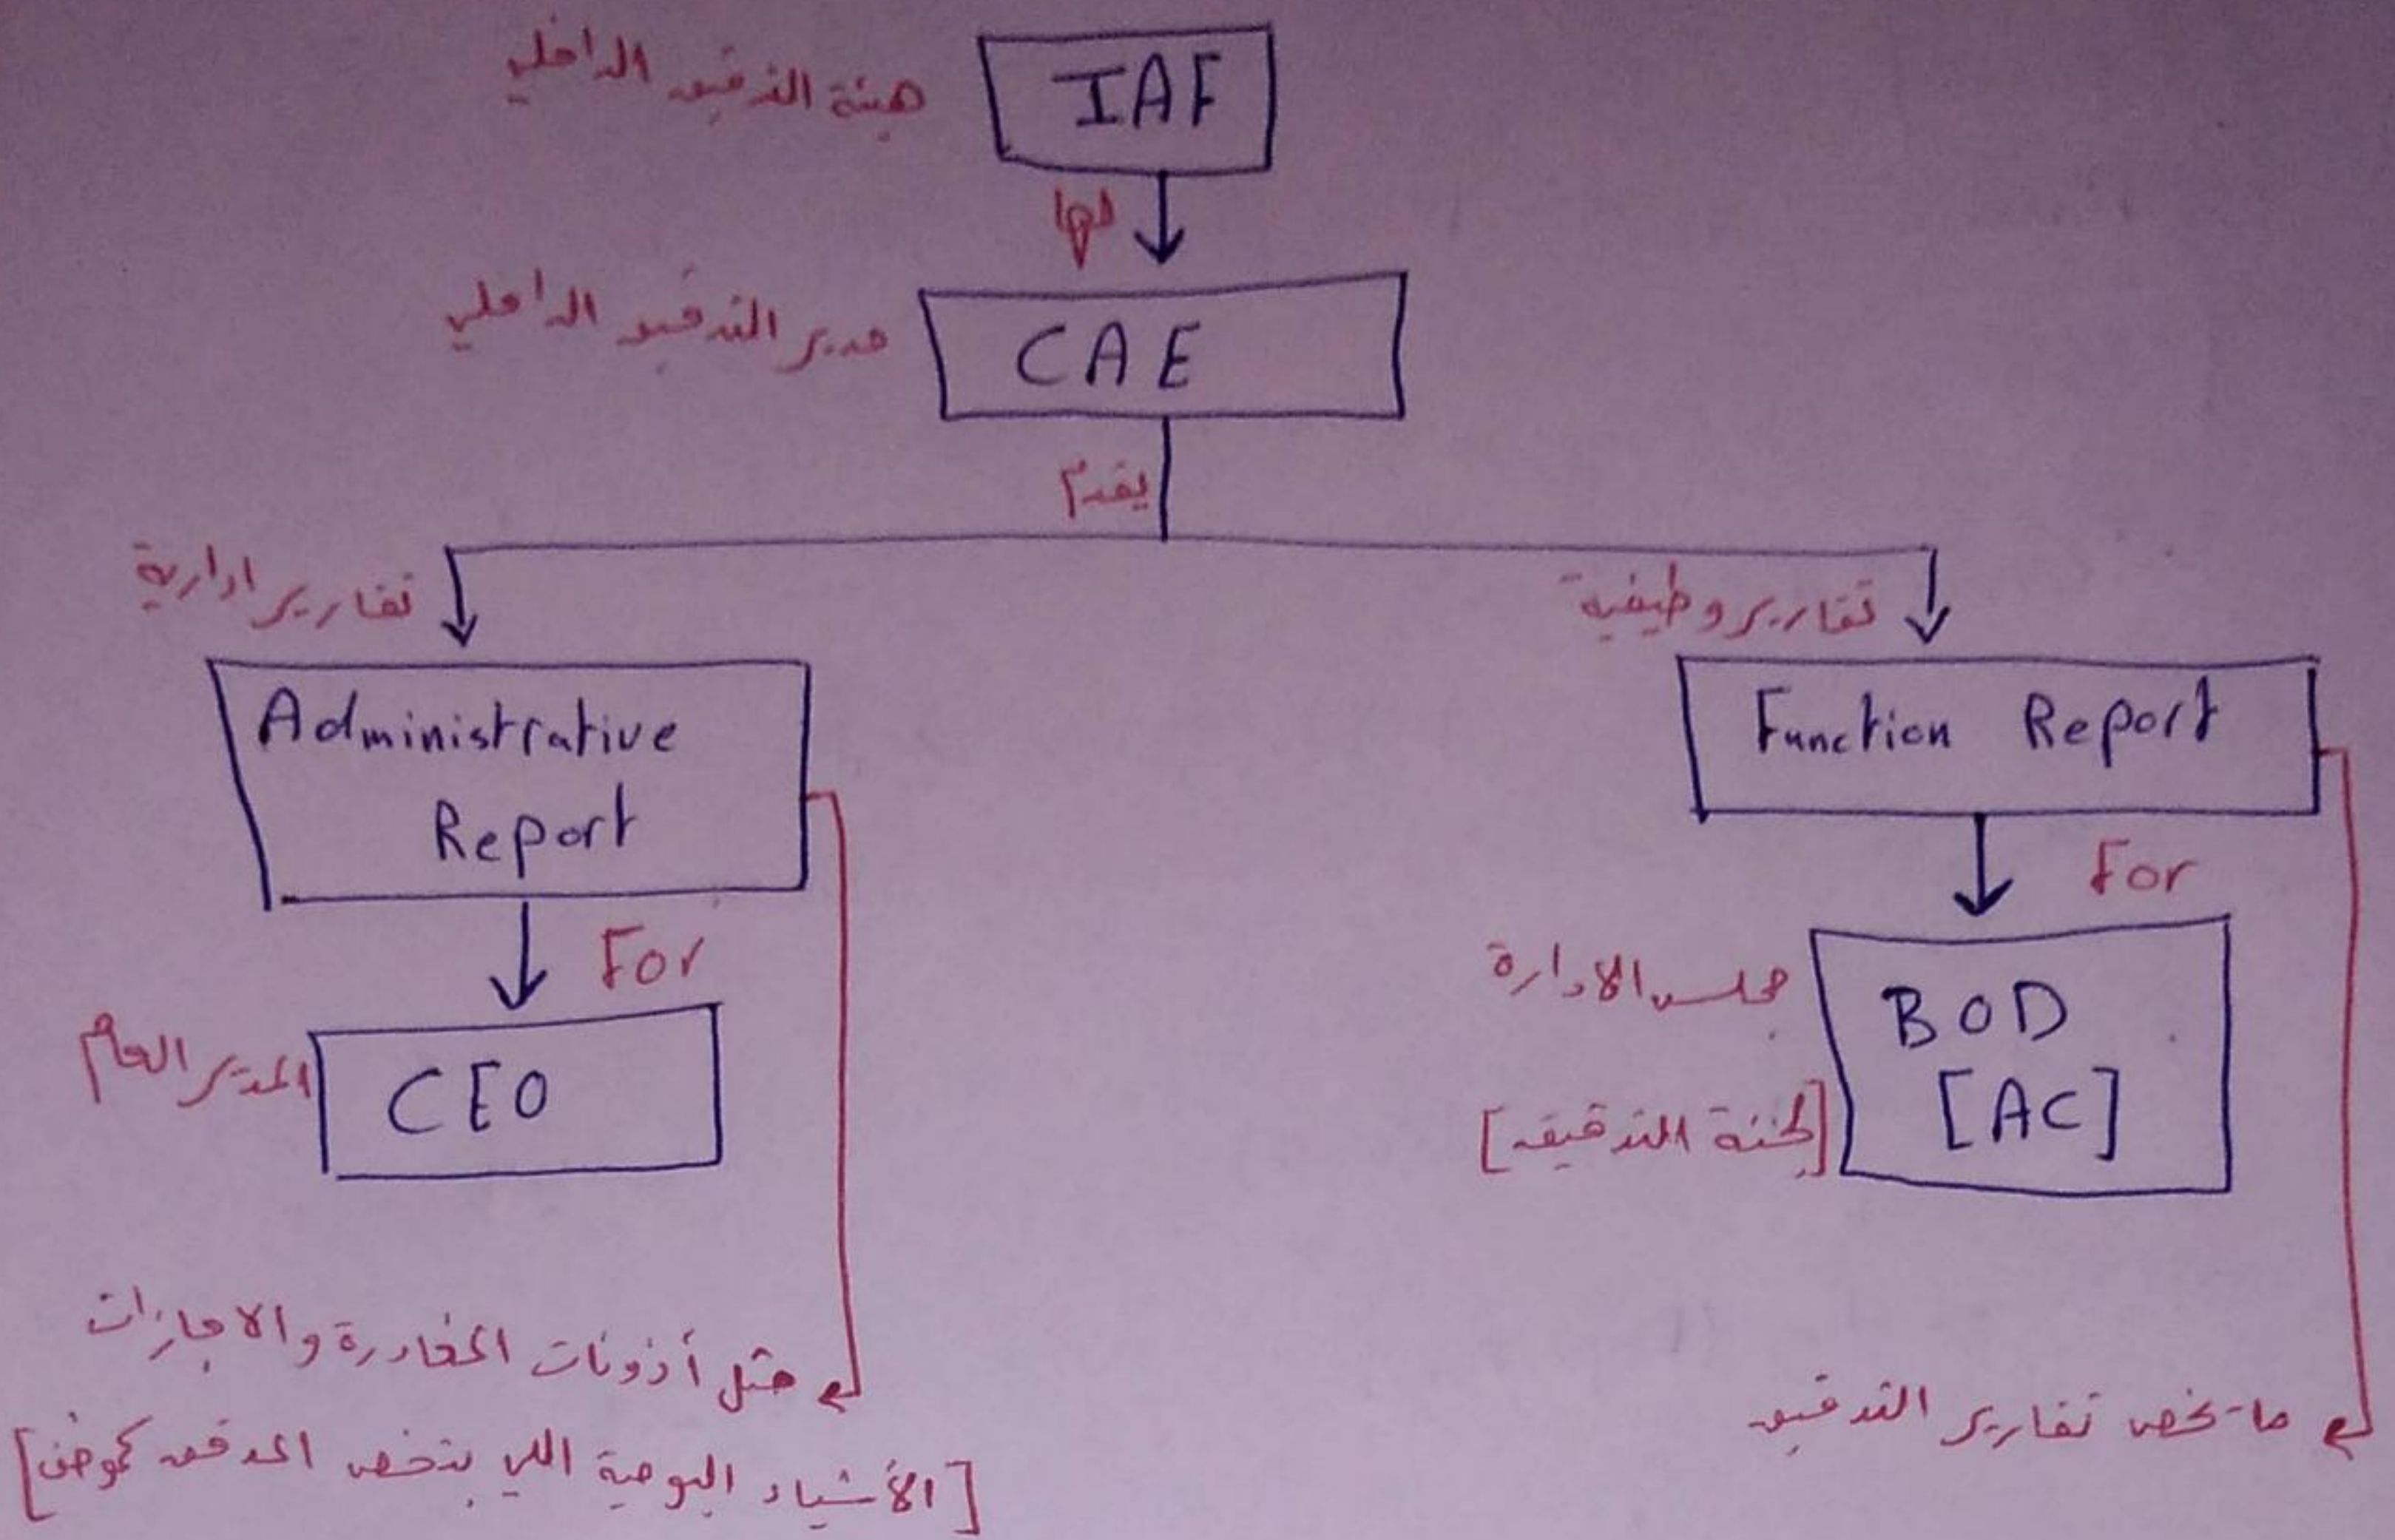 هيئة التدقيق الداخلي
IAF
لها
مدير التدقيق الداخلي
CAE
يقدم
تقارير ادارية
تقارير وظيفية
Administrative
Report
Function Report
For
For
المدير العام
CEO
مجلس الادارة
BOD
[لجنة التدقيق]
[AC]
مثل أذونات المغادرة والاجازات
[الأشياء اليومية اللي بتخص المدقق كموظف]
ما يخص تقارير التدقيق